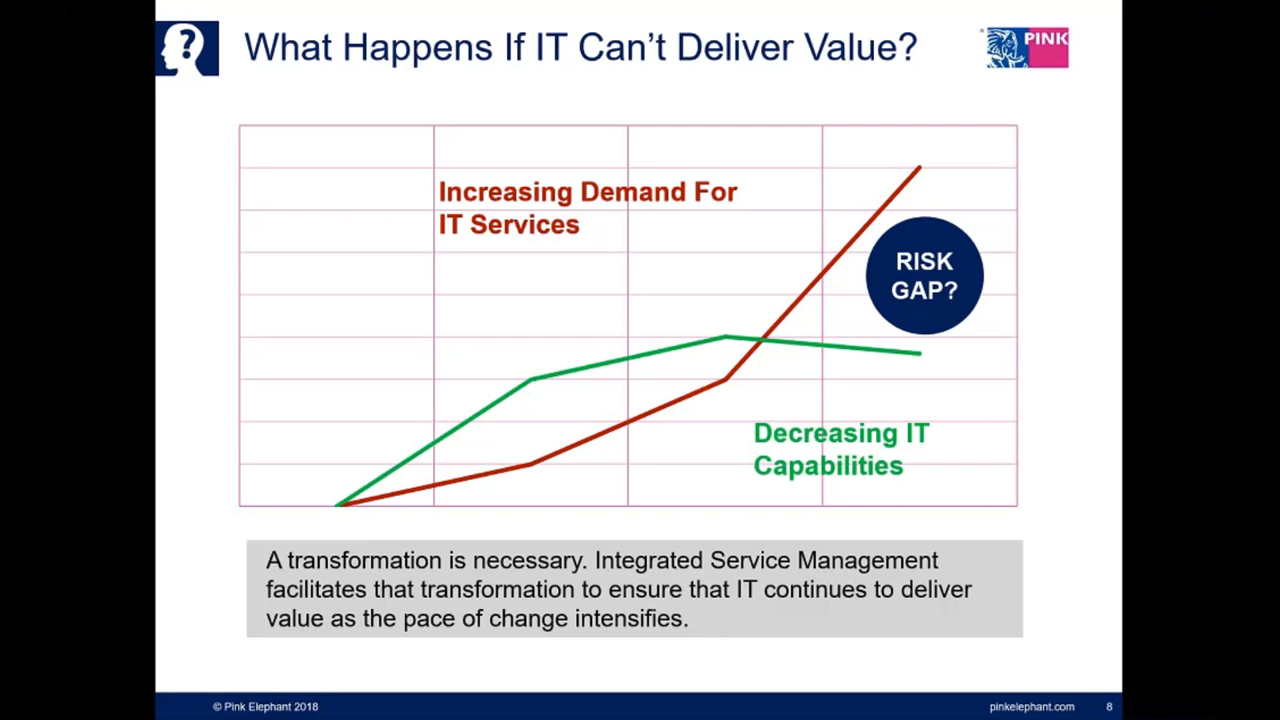 ?
What Happens If IT Can't Deliver Value?
PINK
Increasing Demand For
IT Services
RISK
GAP?
Decreasing IT
Capabilities
A transformation is necessary. Integrated Service Management
facilitates that transformation to ensure that IT continues to deliver
value as the pace of change intensifies.
© Pink Elephant 2018
pinkelephant.com
8